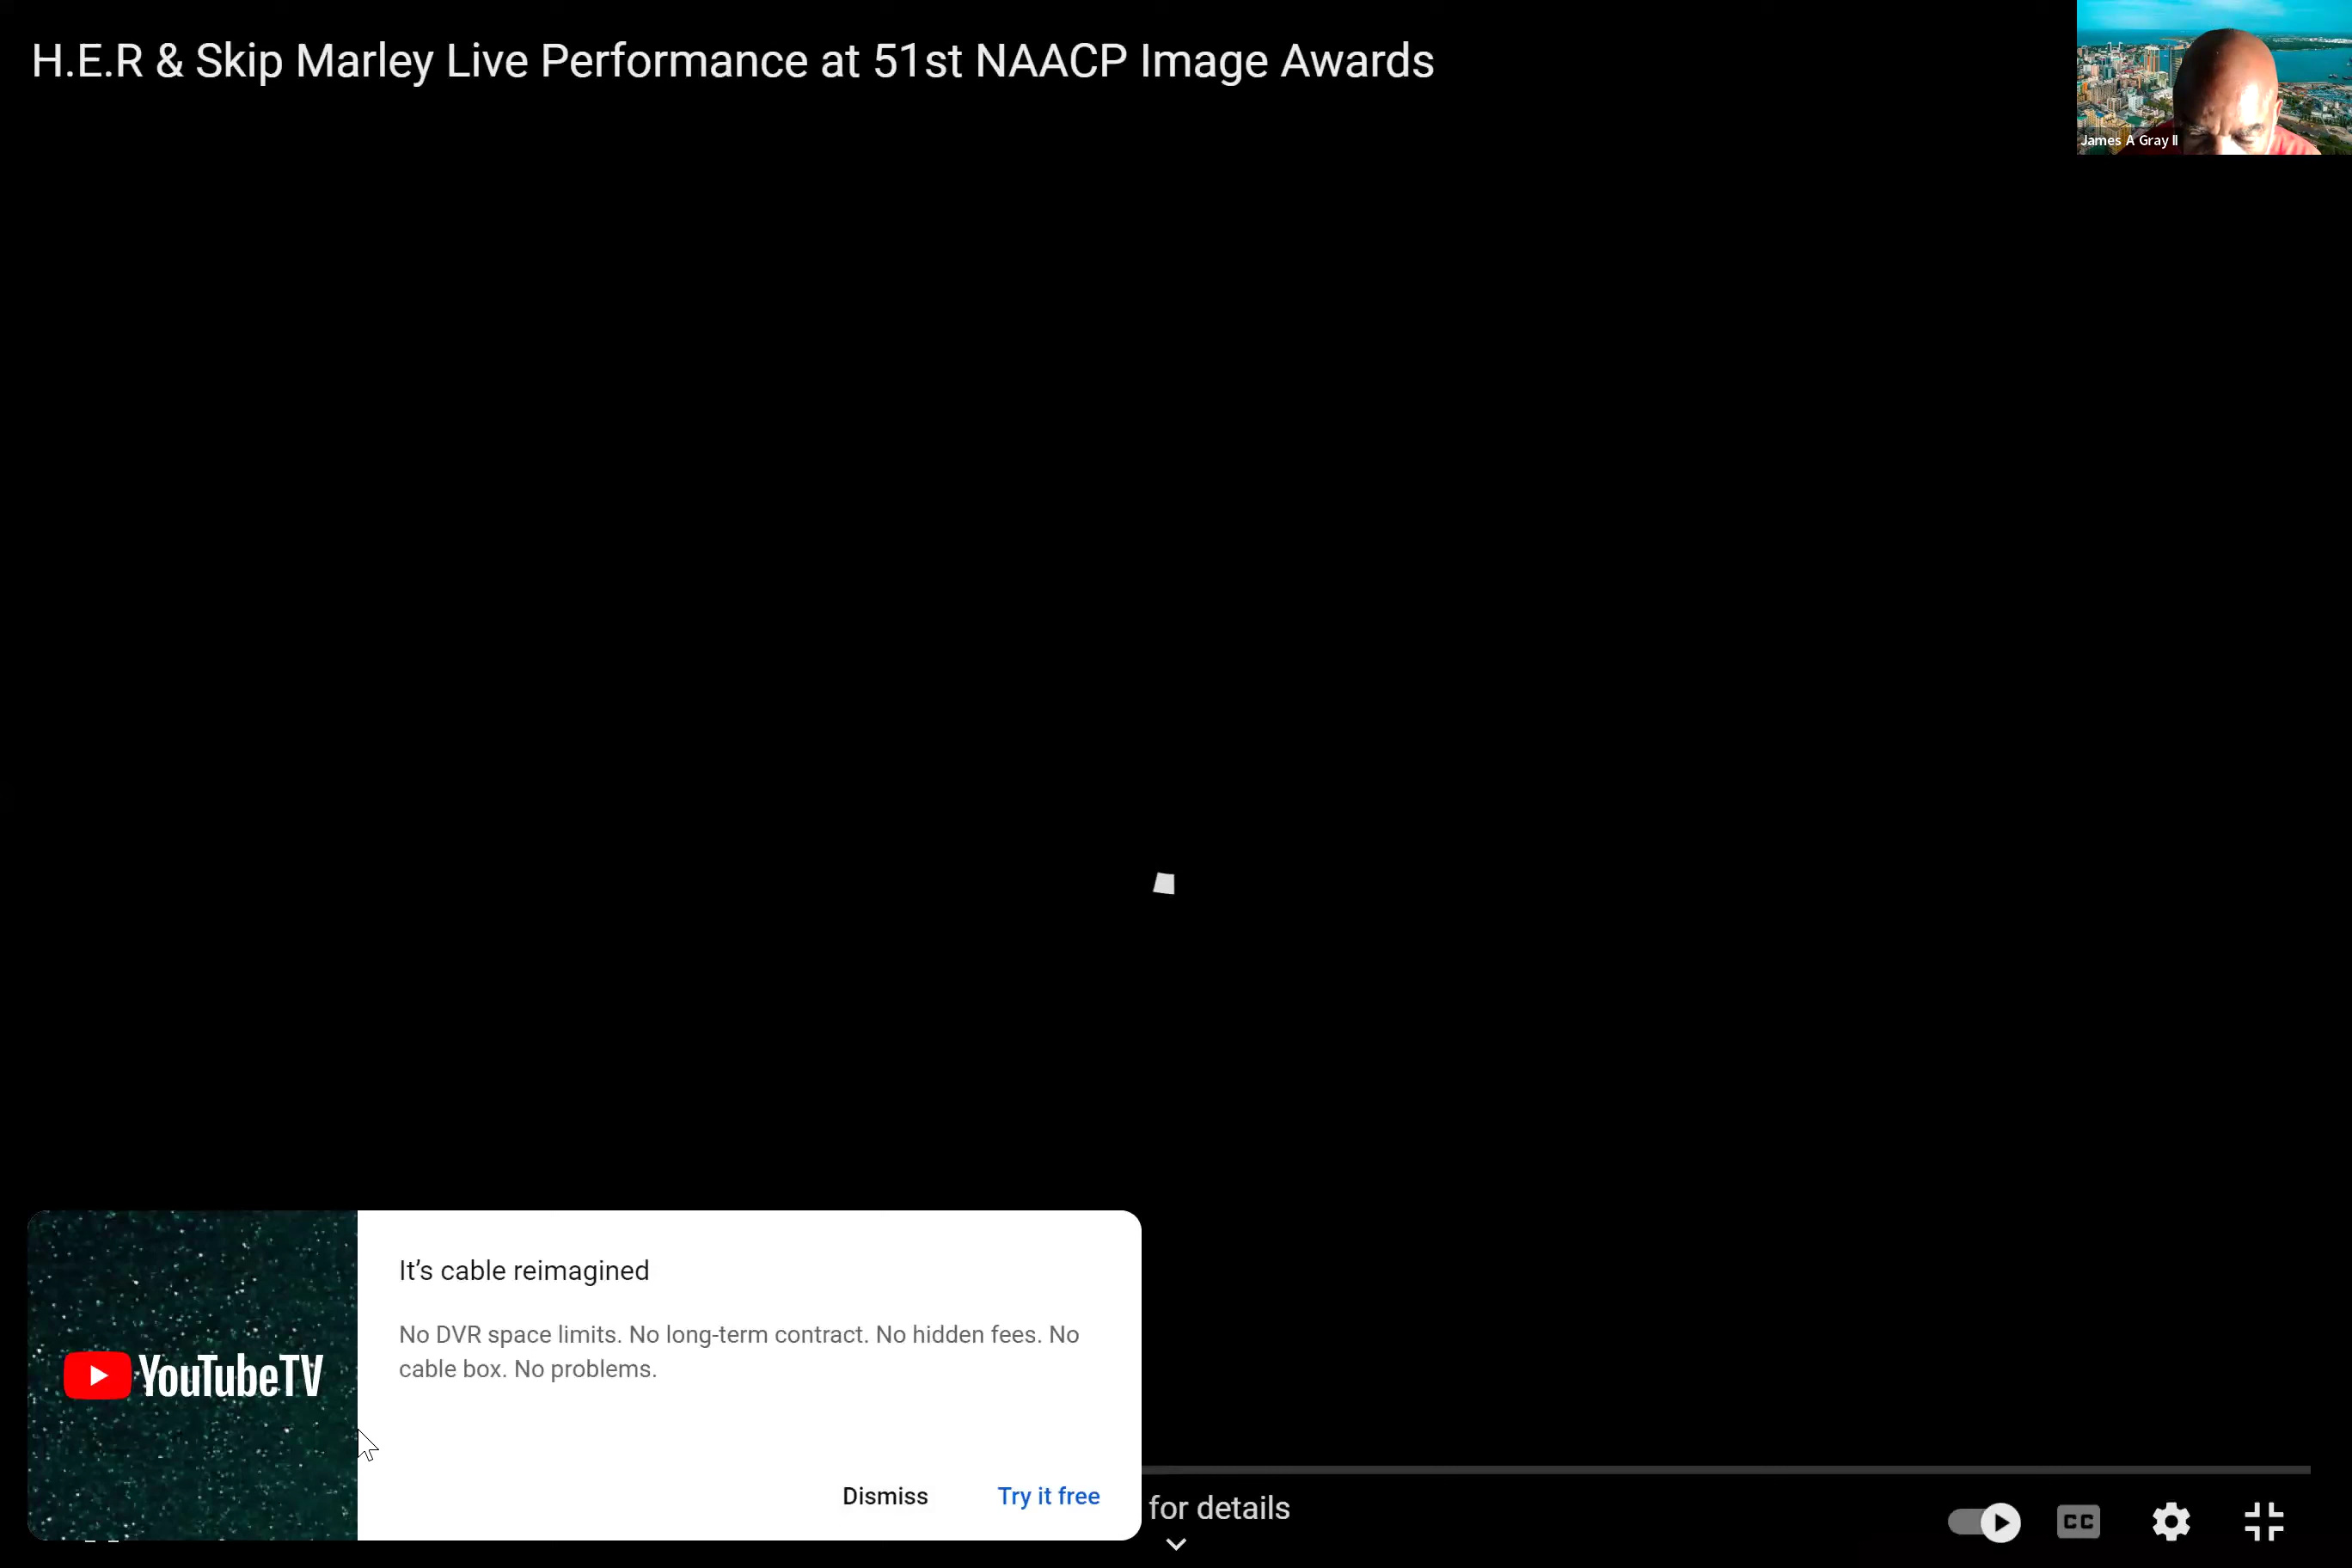 H.E.R & Skip Marley Live Performance at 51st NAACP Image Awards
James A Gray II
It's cable reimagined
No DVR space limits. No long-term contract. No hidden fees. No
cable box. No problems.
YouTubeTV
Dismiss
Try it free
for details
CC